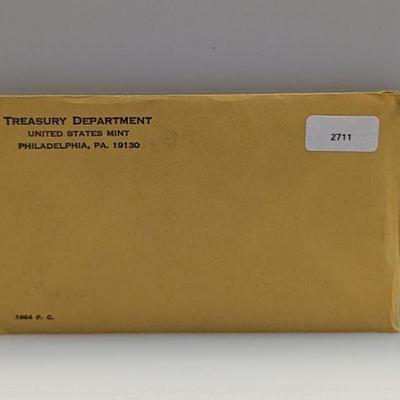 TREASURY DEPARTMENT
UNITED STATES MINT
PHILADELPHIA, PA. 19130
2711
1964 P. C.